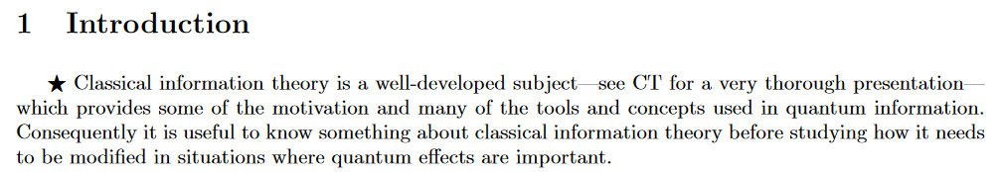 1 Introduction
★ Classical information theory is a well-developed subject—see CT for a very thorough presentation—
which provides some of the motivation and many of the tools and concepts used in quantum information.
Consequently it is useful to know something about classical information theory before studying how it needs
to be modified in situations where quantum effects are important.